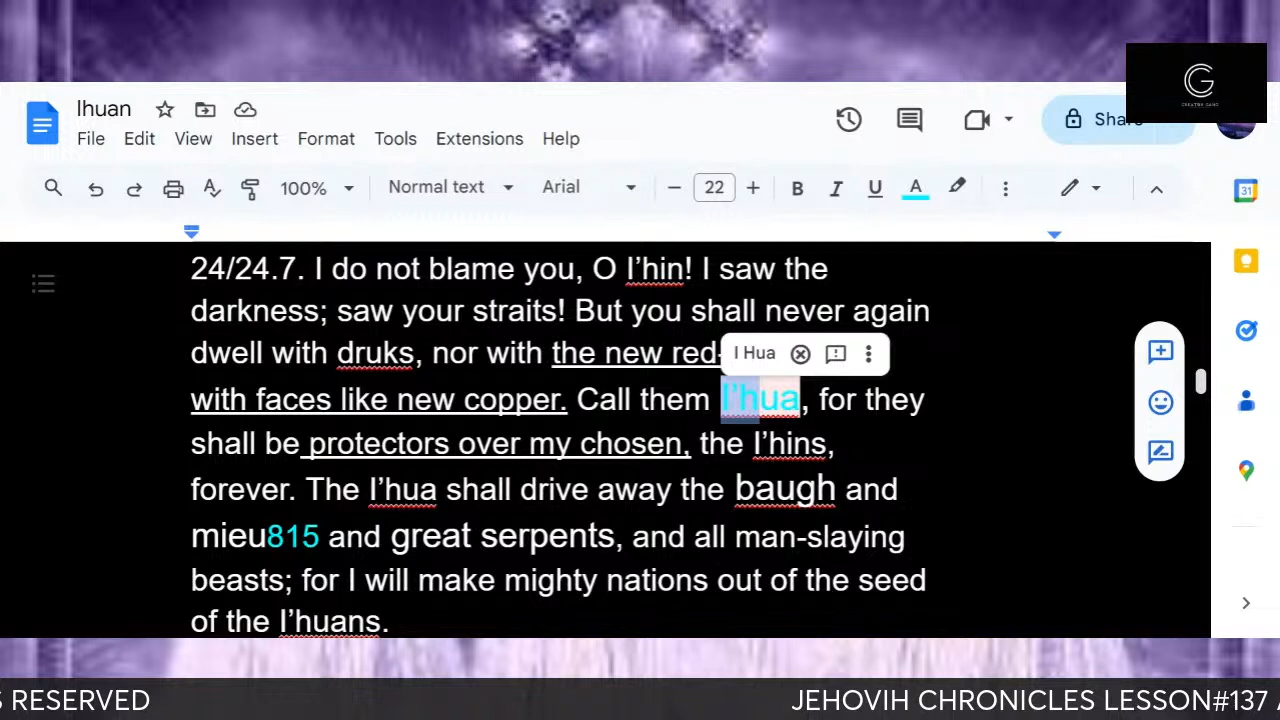 Ihuan
File Edit View Insert Format Tools Extensions Help
Share
100% Normal text Arial 22 B I U A
31
24/24.7. I do not blame you, O I'hin! I saw the
darkness; saw your straits! But you shall never again
dwell with druks, nor with the new red-
I Hua
with faces like new copper. Call them I'hua, for they
shall be protectors over my chosen, the I'hins,
forever. The I'hua shall drive away the baugh and
mieu815 and great serpents, and all man-slaying
beasts; for I will make mighty nations out of the seed
of the I'huans.
S RESERVED JEHOVIH CHRONICLES LESSON#137